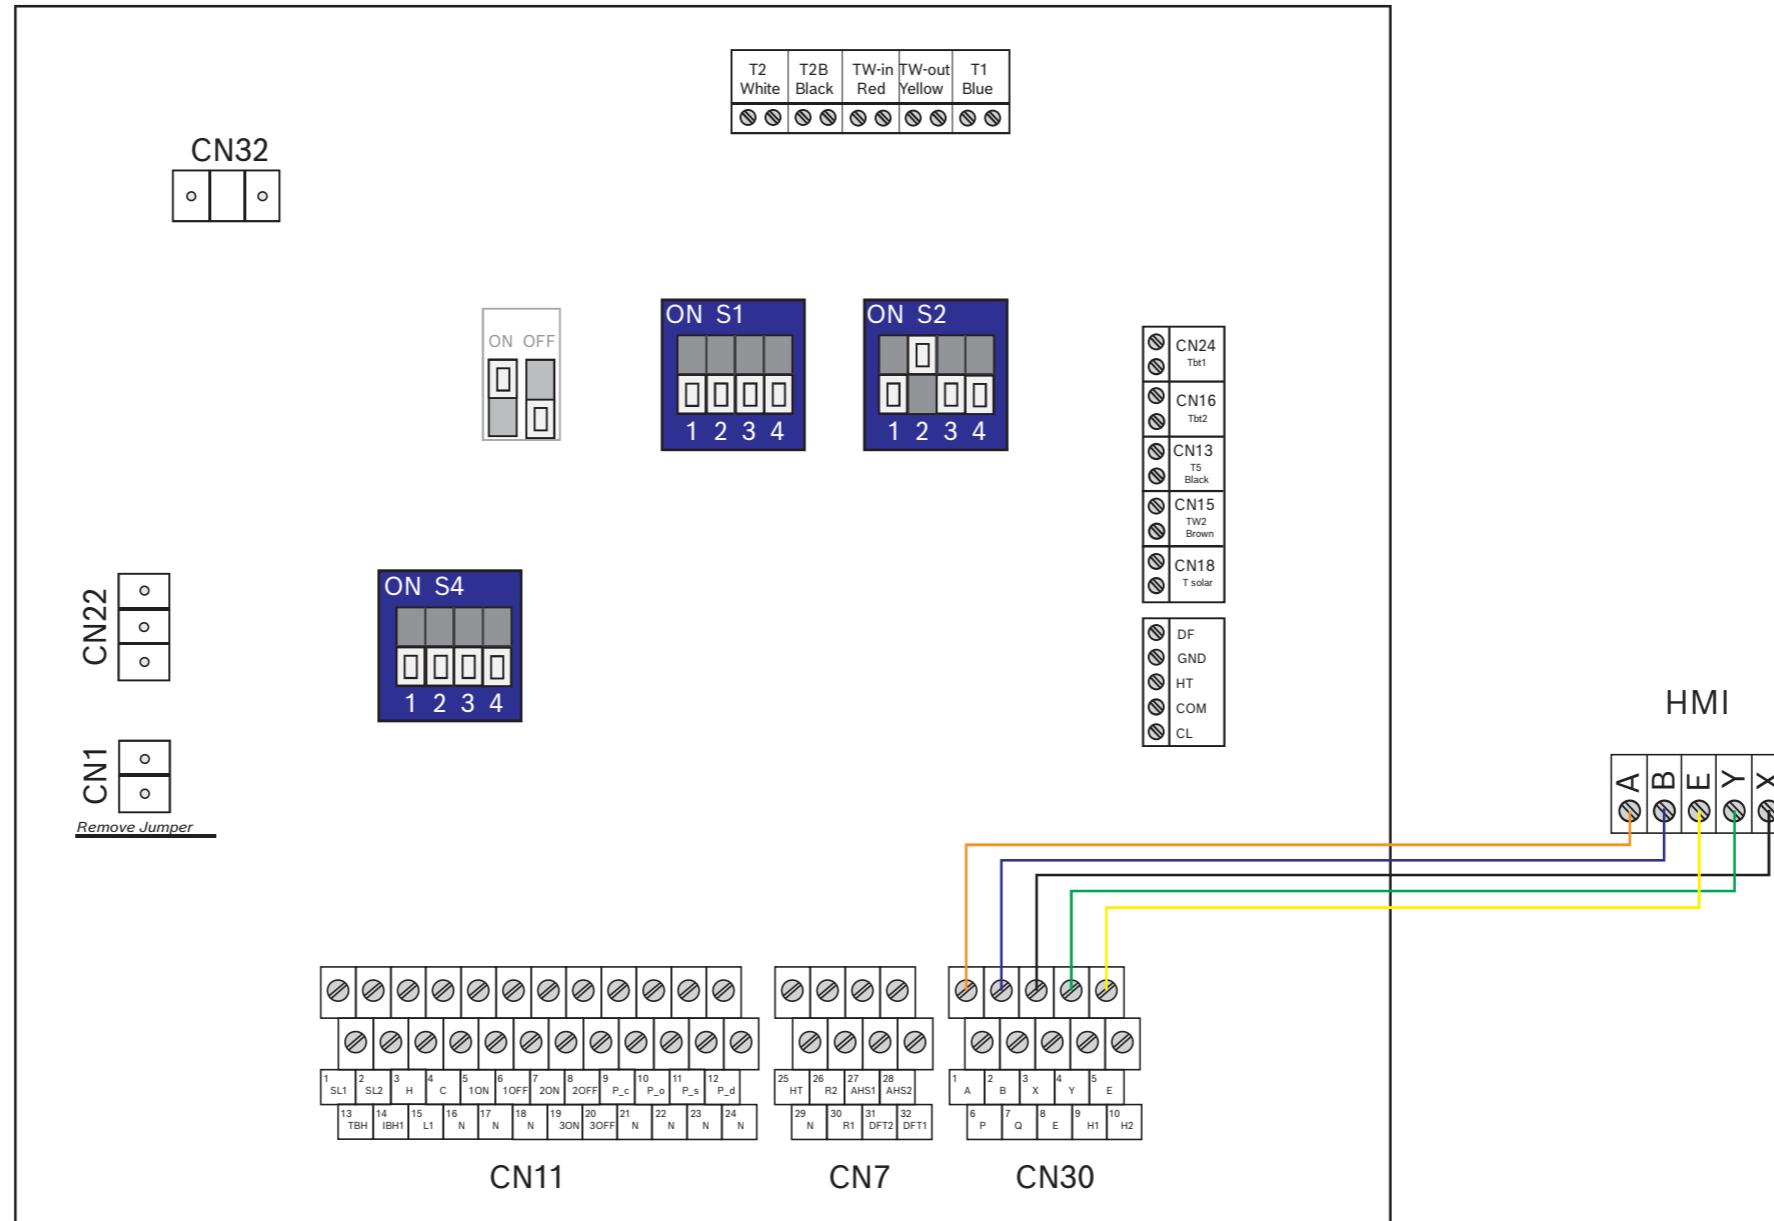 T2 T2B TW-in TW-out T1
White Black Red Yellow Blue
CN32
ON OFF
ON S1
1 2 3 4
ON S2
1 2 3 4
CN24
Tbt1
CN16
Tbt2
CN13
T5
Black
CN15
TW2
Brown
CN18
T solar
DF
GND
HT
COM
CL
CN22
ON S4
1 2 3 4
CN1
Remove Jumper
HMI
A B E Y X
1 2 3 4 5 6 7 8 9 10 11 12
SL1 SL2 H C 1ON 1OFF 2ON 2OFF P_c P_o P_s P_d
13 14 15 16 17 18 19 20 21 22 23 24
TBH IBH1 L1 N N N 3ON 3OFF N N N N
CN11
25 26 27 28
HT R2 AHS1 AHS2
29 30 31 32
N R1 DFT2 DFT1
CN7
1 2 3 4 5
A B X Y E
6 7 8 9 10
P Q E H1 H2
CN30